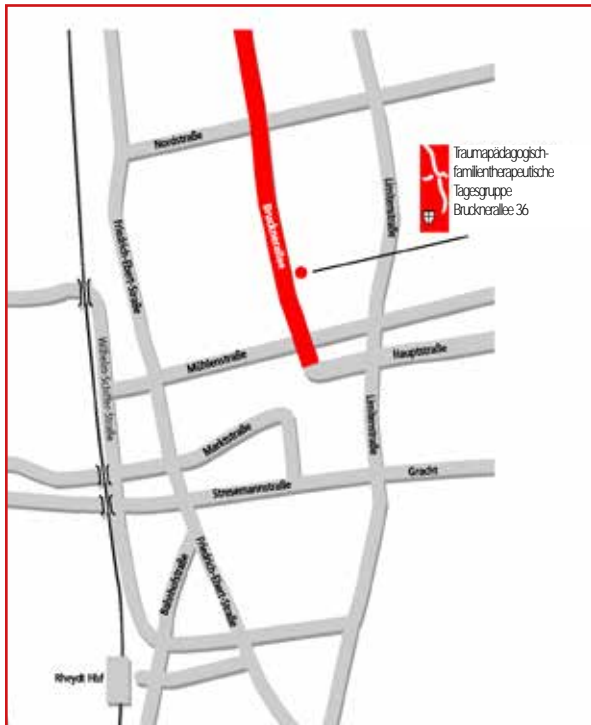 Nordstraße
Traumapädagogisch-
familientherapeutische
Tagesgruppe
Brucknerallee 36
Limitenstraße
Brucknerallee
Friedrich-Ebert-Straße
Mühlenstraße
Hauptstraße
Wilhelm-Schiffer-Straße
Marktstraße
Limitenstraße
Gracht
Stresemannstraße
Bahnhofstraße
Friedrich-Ebert-Straße
Rheydt Hbf